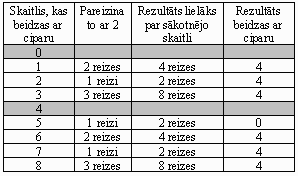 Skaitlis, kas beidzas ar ciparu | Pareizina to ar 2 | Rezultāts lielāks par sākotnējo skaitli | Rezultāts beidzas ar ciparu
0
1 | 2 reizes | 4 reizes | 4
2 | 1 reizi | 2 reizes | 4
3 | 3 reizes | 8 reizes | 4
4
5 | 1 reizi | 2 reizes | 0
6 | 2 reizes | 4 reizes | 4
7 | 1 reizi | 2 reizes | 4
8 | 3 reizes | 8 reizes | 4